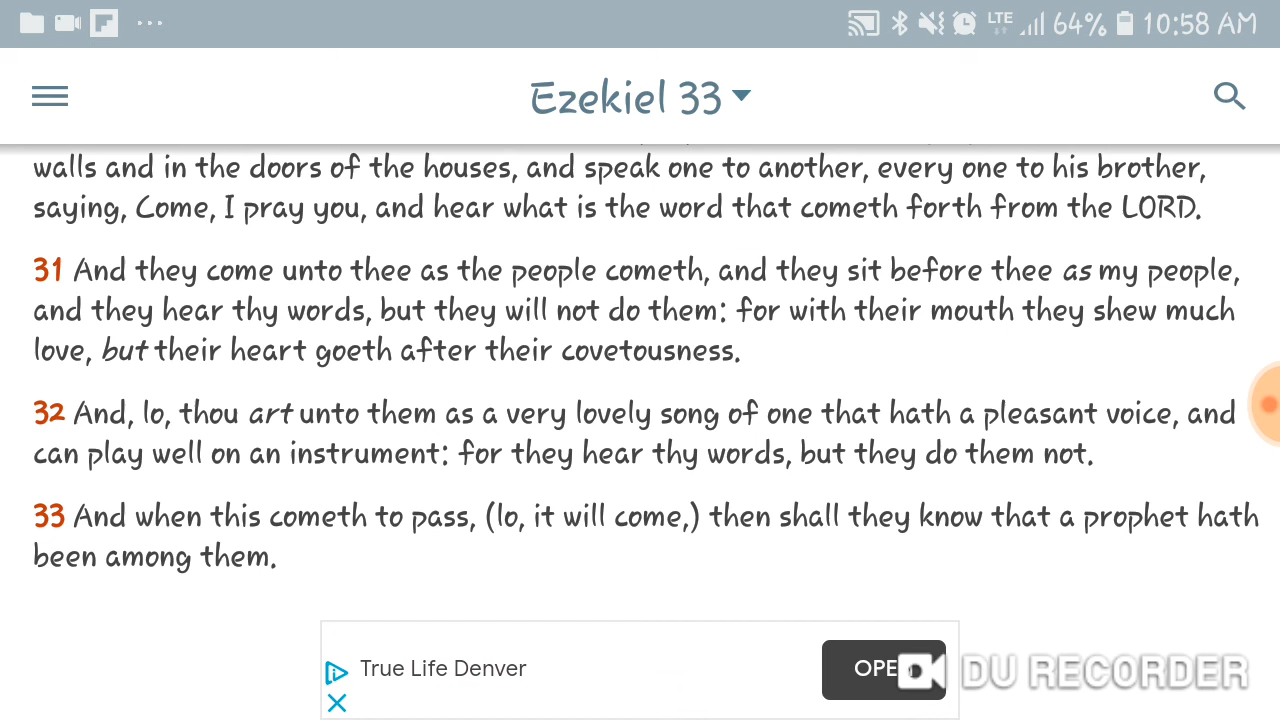 LTE 64% 10:58 AM
Ezekiel 33
walls and in the doors of the houses, and speak one to another, every one to his brother,
saying, Come, I pray you, and hear what is the word that cometh forth from the LORD.
31 And they come unto thee as the people cometh, and they sit before thee as my people,
and they hear thy words, but they will not do them: for with their mouth they shew much
love, but their heart goeth after their covetousness.
32 And, lo, thou art unto them as a very lovely song of one that hath a pleasant voice, and
can play well on an instrument: for they hear thy words, but they do them not.
33 And when this cometh to pass, (lo, it will come,) then shall they know that a prophet hath
been among them.
True Life Denver
DU RECORDER